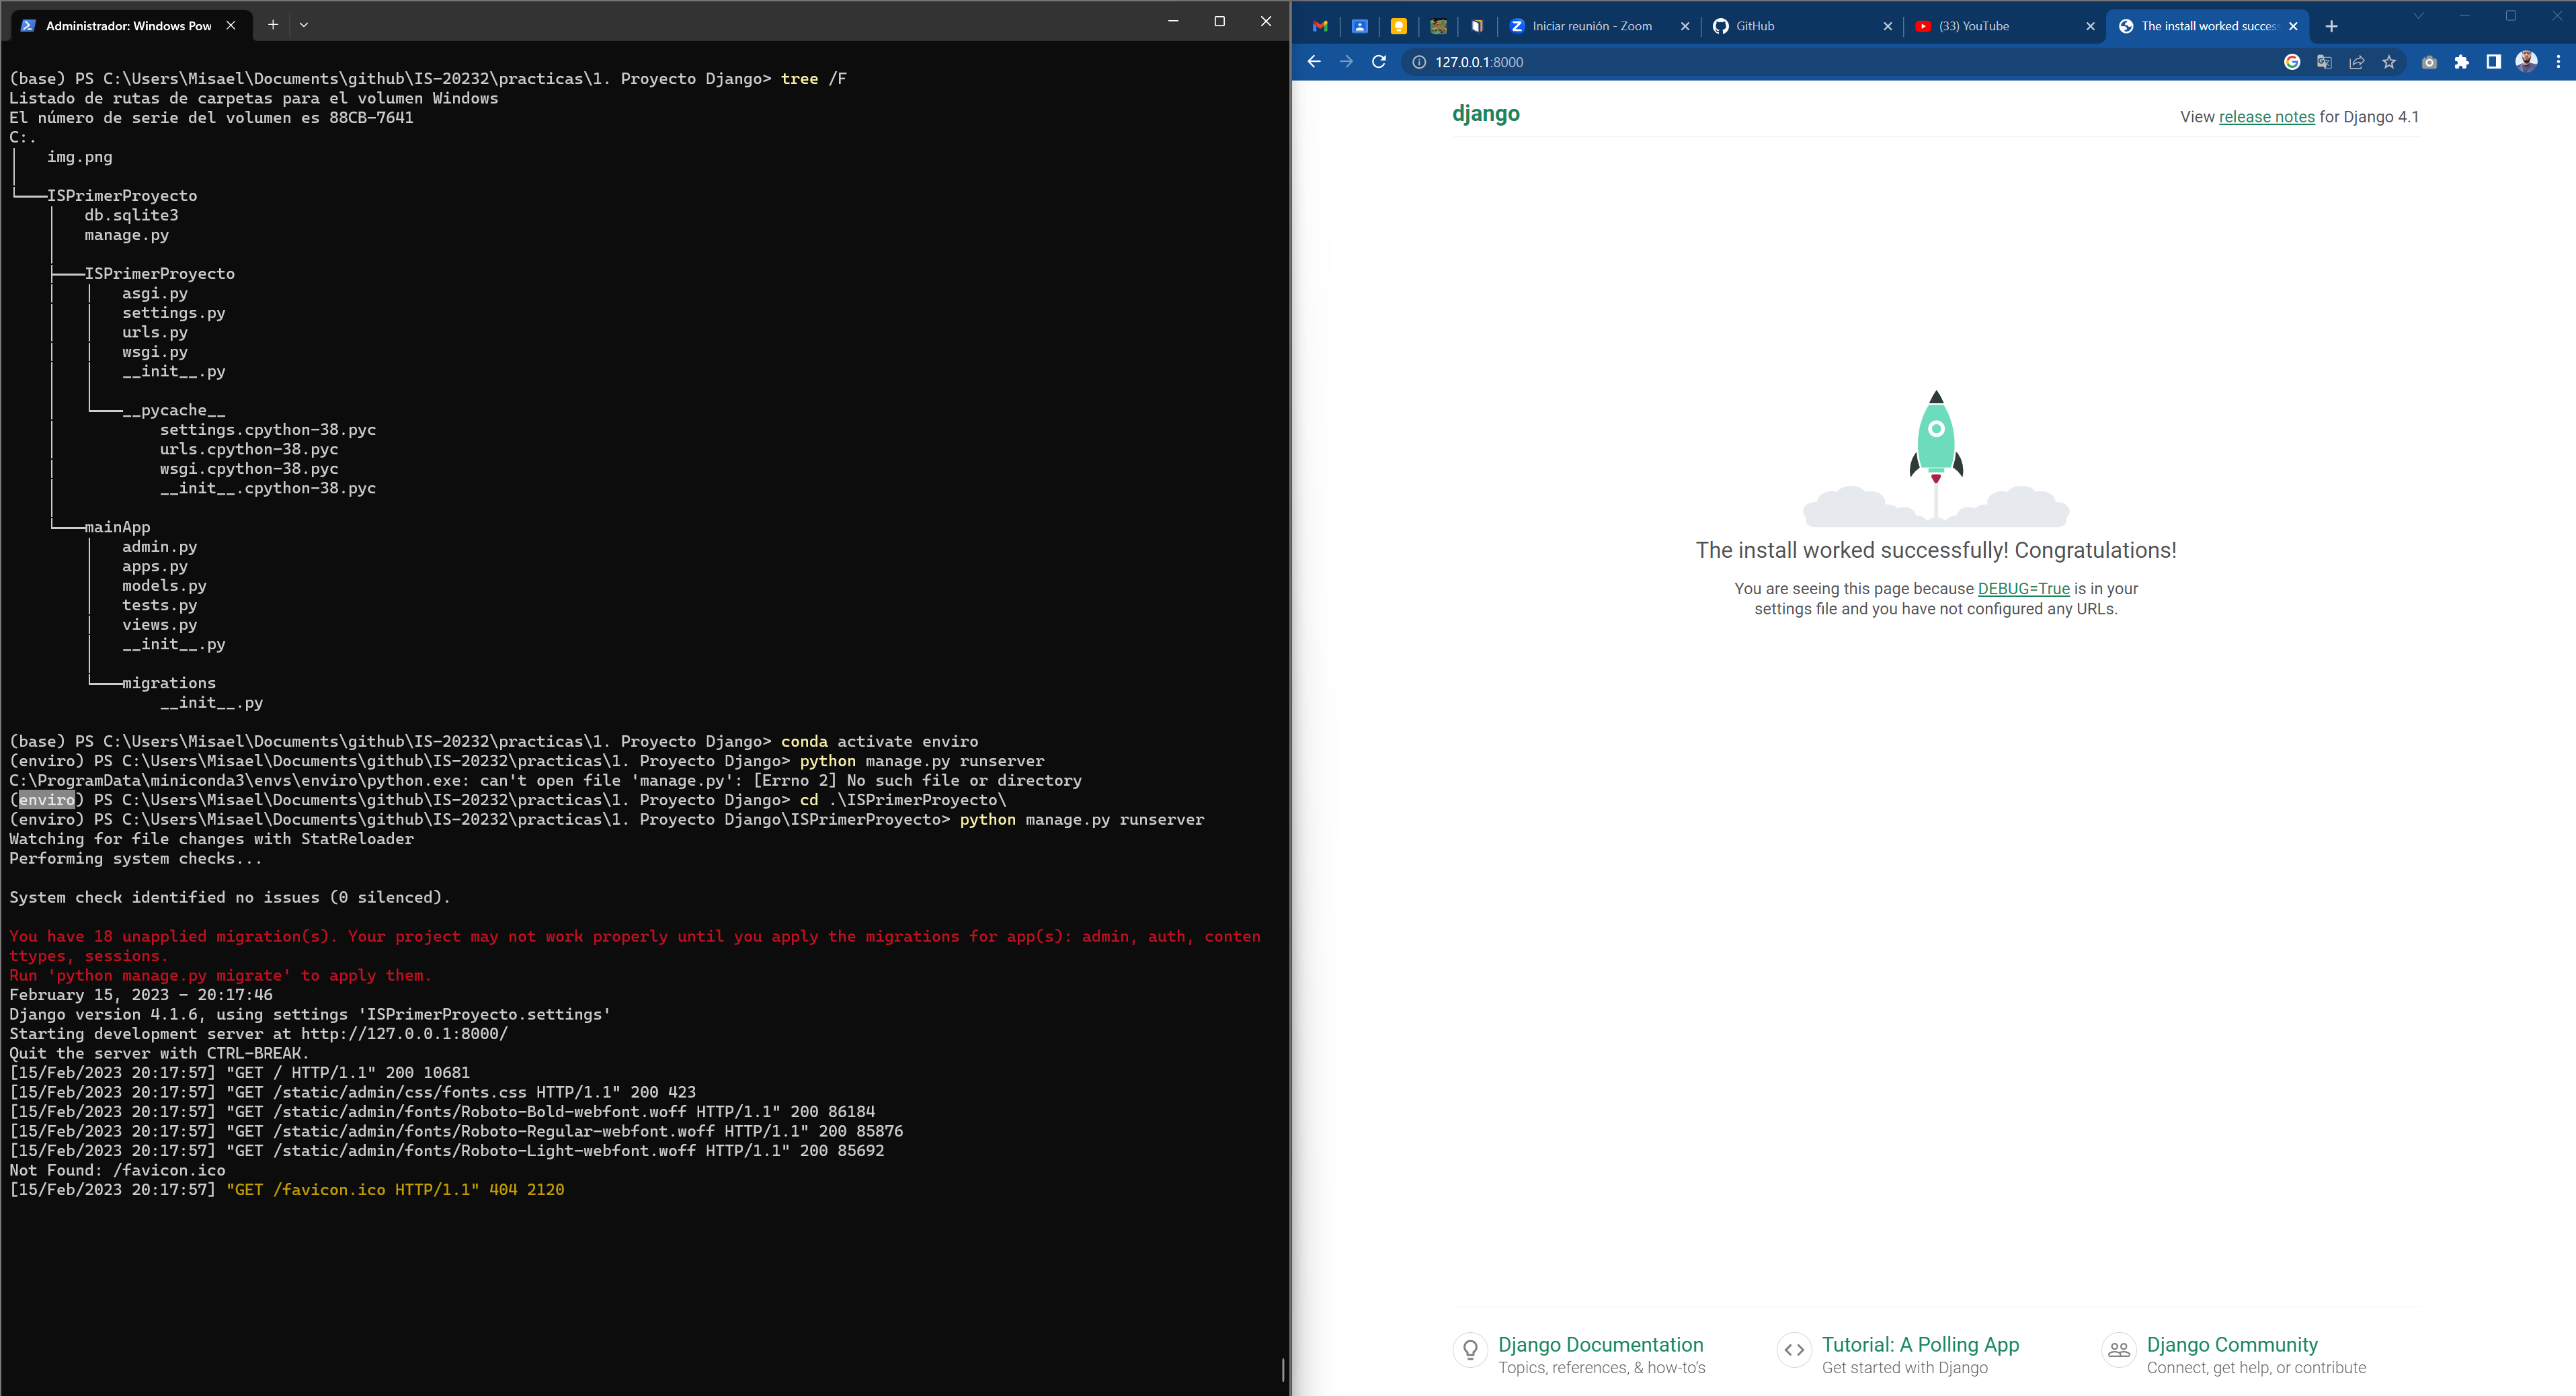 Administrador: Windows Pow
(base) PS C:\Users\Misael\Documents\github\IS-20232\practicas\1. Proyecto Django> tree /F
Listado de rutas de carpetas para el volumen Windows
El número de serie del volumen es 88CB-7641
C:.
img.png
ISPrimerProyecto
db.sqlite3
manage.py
ISPrimerProyecto
asgi.py
settings.py
urls.py
wsgi.py
__init__.py
__pycache__
settings.cpython-38.pyc
urls.cpython-38.pyc
wsgi.cpython-38.pyc
__init__.cpython-38.pyc
mainApp
admin.py
apps.py
models.py
tests.py
views.py
__init__.py
migrations
__init__.py
(base) PS C:\Users\Misael\Documents\github\IS-20232\practicas\1. Proyecto Django> conda activate enviro
(enviro) PS C:\Users\Misael\Documents\github\IS-20232\practicas\1. Proyecto Django> python manage.py runserver
C:\ProgramData\miniconda3\envs\enviro\python.exe: can't open file 'manage.py': [Errno 2] No such file or directory
(enviro) PS C:\Users\Misael\Documents\github\IS-20232\practicas\1. Proyecto Django> cd .\ISPrimerProyecto\
(enviro) PS C:\Users\Misael\Documents\github\IS-20232\practicas\1. Proyecto Django\ISPrimerProyecto> python manage.py runserver
Watching for file changes with StatReloader
Performing system checks...
System check identified no issues (0 silenced).
You have 18 unapplied migration(s). Your project may not work properly until you apply the migrations for app(s): admin, auth, conten
ttypes, sessions.
Run 'python manage.py migrate' to apply them.
February 15, 2023 - 20:17:46
Django version 4.1.6, using settings 'ISPrimerProyecto.settings'
Starting development server at http://127.0.0.1:8000/
Quit the server with CTRL-BREAK.
[15/Feb/2023 20:17:57] "GET / HTTP/1.1" 200 10681
[15/Feb/2023 20:17:57] "GET /static/admin/css/fonts.css HTTP/1.1" 200 423
[15/Feb/2023 20:17:57] "GET /static/admin/fonts/Roboto-Bold-webfont.woff HTTP/1.1" 200 86184
[15/Feb/2023 20:17:57] "GET /static/admin/fonts/Roboto-Regular-webfont.woff HTTP/1.1" 200 85876
[15/Feb/2023 20:17:57] "GET /static/admin/fonts/Roboto-Light-webfont.woff HTTP/1.1" 200 85692
Not Found: /favicon.ico
[15/Feb/2023 20:17:57] "GET /favicon.ico HTTP/1.1" 404 2120
Iniciar reunión - Zoom
GitHub
(33) YouTube
The install worked succes
127.0.0.1:8000
django
View release notes for Django 4.1
The install worked successfully! Congratulations!
You are seeing this page because DEBUG=True is in your
settings file and you have not configured any URLs.
Django Documentation
Topics, references, & how-to's
Tutorial: A Polling App
Get started with Django
Django Community
Connect, get help, or contribute